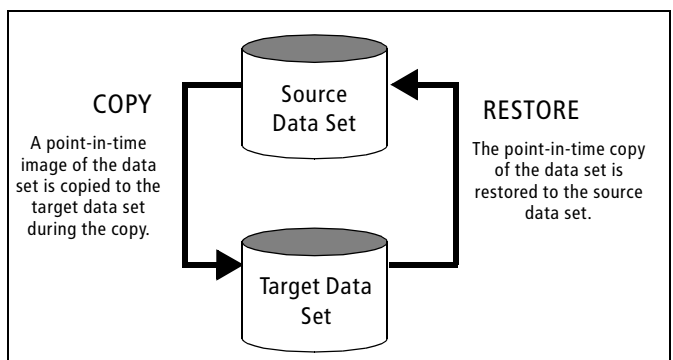 COPY
A point-in-time
image of the data
set is copied to the
target data set
during the copy.
Source
Data Set
RESTORE
The point-in-time copy
of the data set is
restored to the source
data set.
Target Data
Set